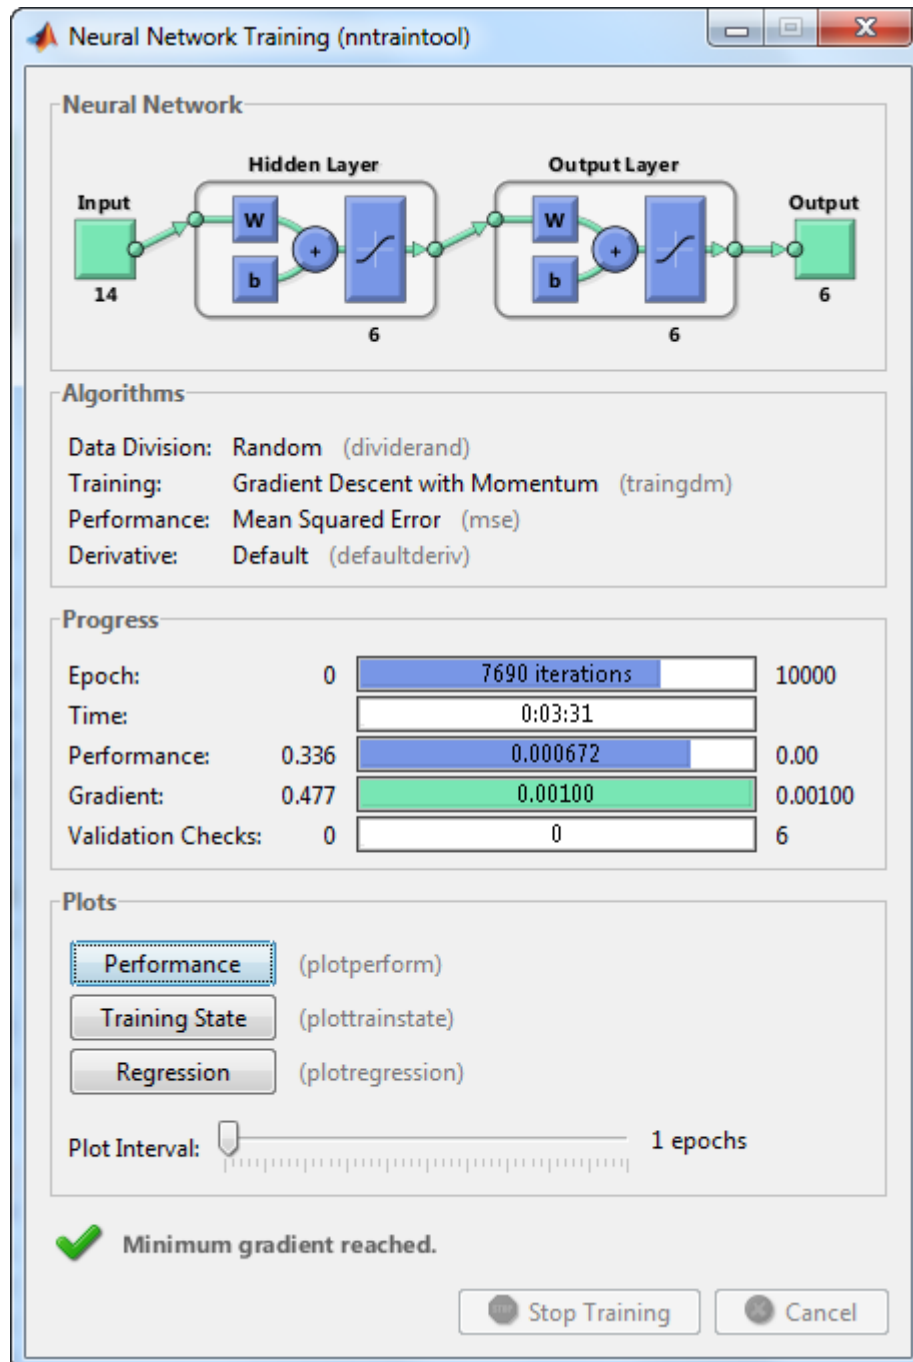 Neural Network Training (nntraintool)
Neural Network
Hidden Layer
Output Layer
Input
Output
W
b
+
W
b
+
14
6
6
6
Algorithms
Data Division: Random (dividerand)
Training: Gradient Descent with Momentum (traingdm)
Performance: Mean Squared Error (mse)
Derivative: Default (defaultderiv)
Progress
Epoch: 0 7690 iterations 10000
Time: 0:03:31
Performance: 0.336 0.000672 0.00
Gradient: 0.477 0.00100 0.00100
Validation Checks: 0 0 6
Plots
Performance (plotperform)
Training State (plottrainstate)
Regression (plotregression)
Plot Interval: 1 epochs
Minimum gradient reached.
STOP Stop Training Cancel